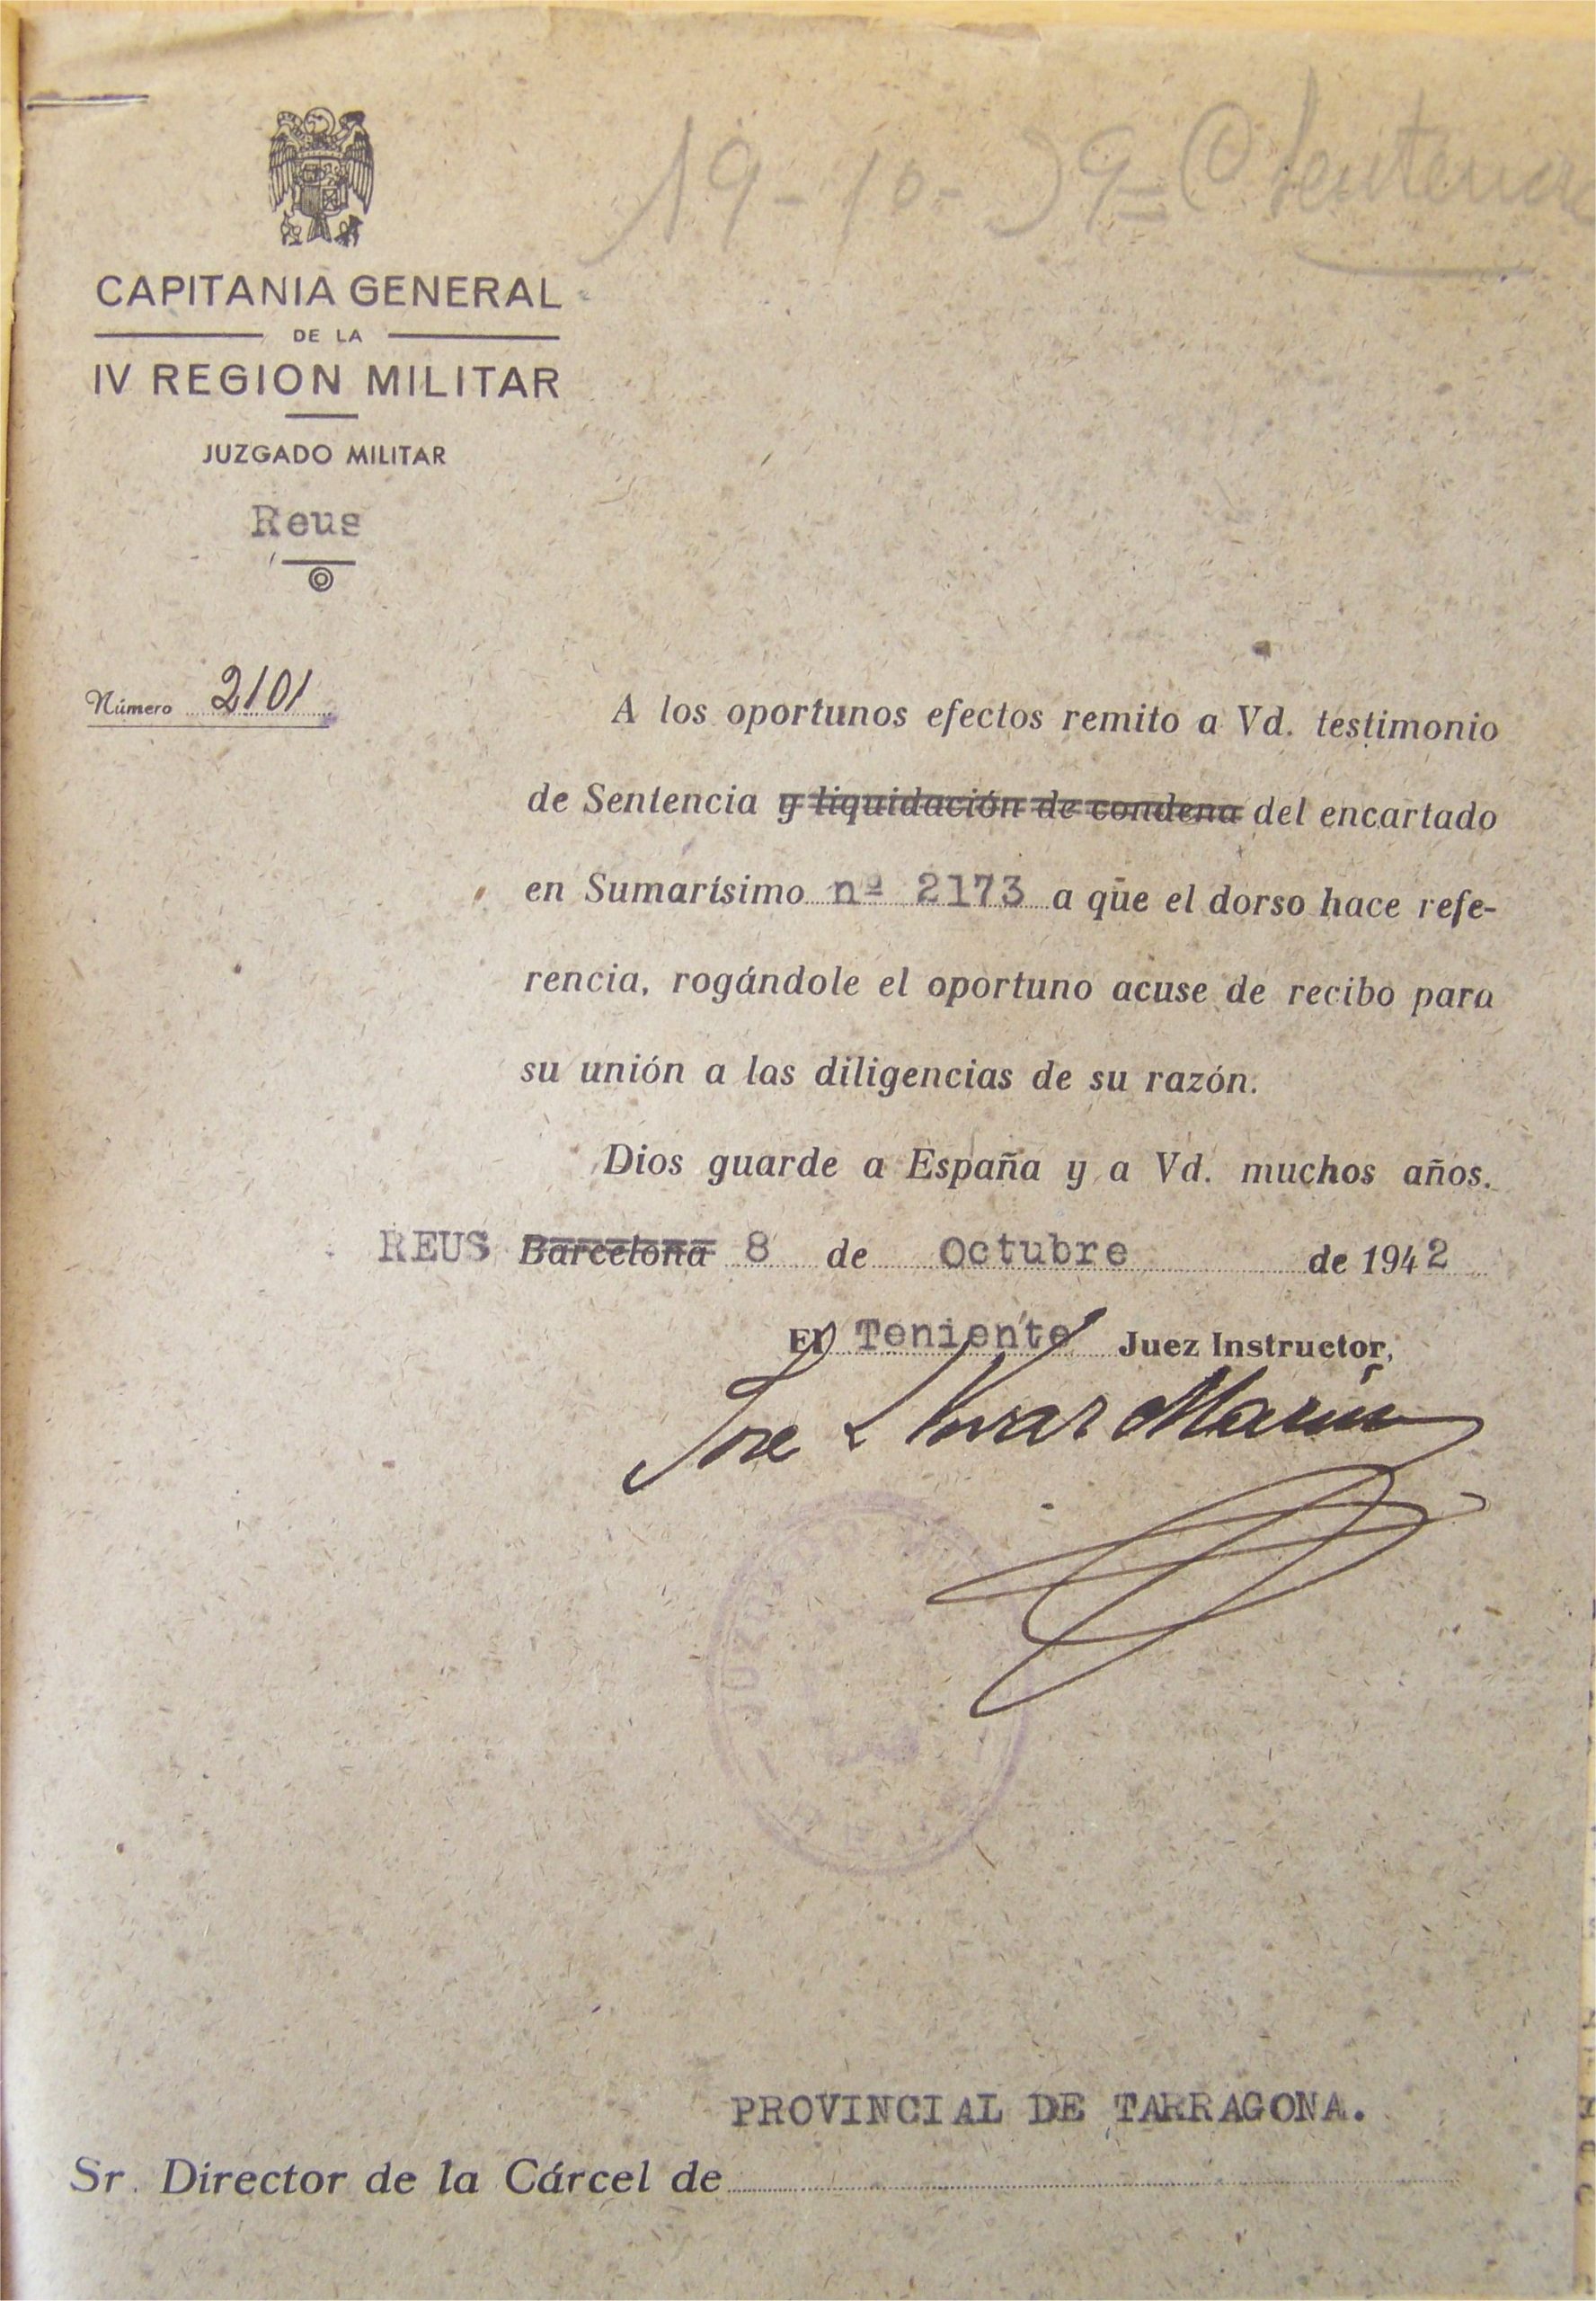 19-10-39= Sentencia
CAPITANIA GENERAL
DE LA
IV REGION MILITAR
JUZGADO MILITAR
Reus
Número 2101
A los oportunos efectos remito a Vd. testimonio
de Sentencia y liquidación de condena del encartado
en Sumarísimo nº 2173 a que el dorso hace refe-
rencia, rogándole el oportuno acuse de recibo para
su unión a las diligencias de su razón.
Dios guarde a España y a Vd. muchos años.
REUS Barcelona 8 de Octubre de 1942
El Teniente Juez Instructor,
Jose Marin
PROVINCIAL DE TARRAGONA.
Sr. Director de la Cárcel de